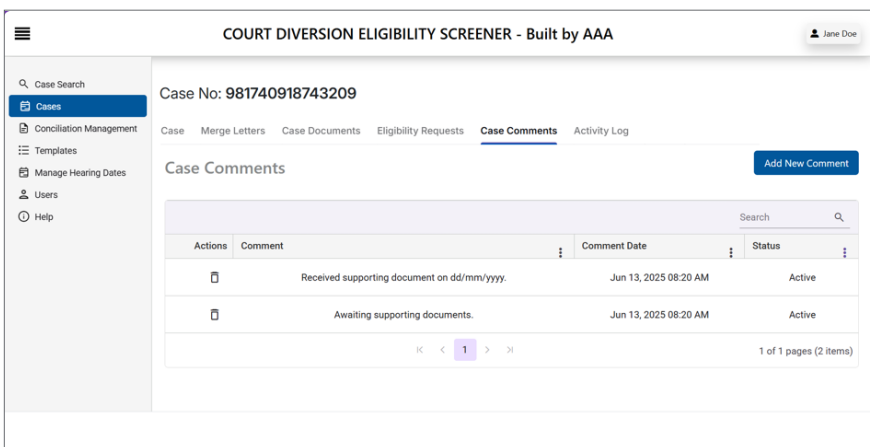 COURT DIVERSION ELIGIBILITY SCREENER - Built by AAA
Jane Doe
Case Search
Cases
Conciliation Management
Templates
Manage Hearing Dates
Users
Help
Case No: 981740918743209
Case Merge Letters Case Documents Eligibility Requests Case Comments Activity Log
Case Comments
Add New Comment
Search
Actions Comment Comment Date Status
Received supporting document on dd/mm/yyyy. Jun 13, 2025 08:20 AM Active
Awaiting supporting documents. Jun 13, 2025 08:20 AM Active
1
1 of 1 pages (2 items)